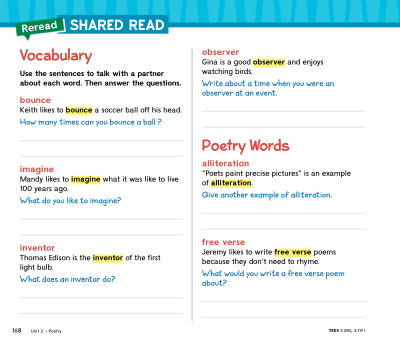 Reread SHARED READ
Vocabulary
Use the sentences to talk with a partner
about each word. Then answer the questions.
bounce
Keith likes to bounce a soccer ball off his head.
How many times can you bounce a ball ?
imagine
Mandy likes to imagine what it was like to live
100 years ago.
What do you like to imagine?
inventor
Thomas Edison is the inventor of the first
light bulb.
What does an inventor do?
observer
Gina is a good observer and enjoys
watching birds.
Write about a time when you were an
observer at an event.
Poetry Words
alliteration
“Poets paint precise pictures” is an example
of alliteration.
Give another example of alliteration.
free verse
Jeremy likes to write free verse poems
because they don’t need to rhyme.
What would you write a free verse poem
about?
168 Unit 2 • Poetry
TEKS